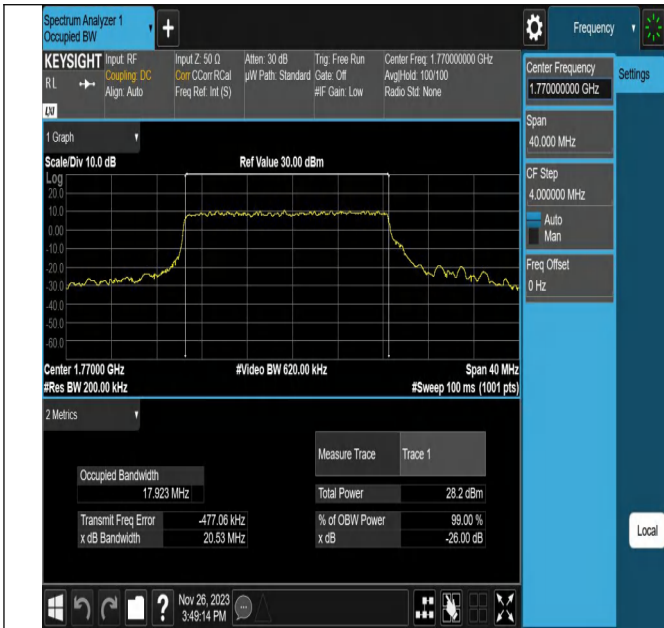 Spectrum Analyzer 1
Occupied BW
+
Frequency
KEYSIGHT Input: RF Input Z: 50 Ω Atten: 30 dB Trig: Free Run Center Freq: 1.770000000 GHz
RL Coupling: DC Corr CCorr RCal µW Path: Standard Gate: Off Avg|Hold: 100/100
Align: Auto Freq Ref: Int (S) #IF Gain: Low Radio Std: None
LXI
Center Frequency
1.770000000 GHz
Settings
Span
40.000 MHz
CF Step
4.000000 MHz
Auto
Man
Freq Offset
0 Hz
1 Graph
Scale/Div 10.0 dB Ref Value 30.00 dBm
Log
20.0
10.0
0.00
-10.0
-20.0
-30.0
-40.0
-50.0
-60.0
Center 1.77000 GHz #Video BW 620.00 kHz Span 40 MHz
#Res BW 200.00 kHz #Sweep 100 ms (1001 pts)
2 Metrics
Measure Trace Trace 1
Occupied Bandwidth
17.923 MHz
Total Power 28.2 dBm
Transmit Freq Error -477.06 kHz % of OBW Power 99.00 %
x dB Bandwidth 20.53 MHz x dB -26.00 dB
Local
? Nov 26, 2023
3:49:14 PM